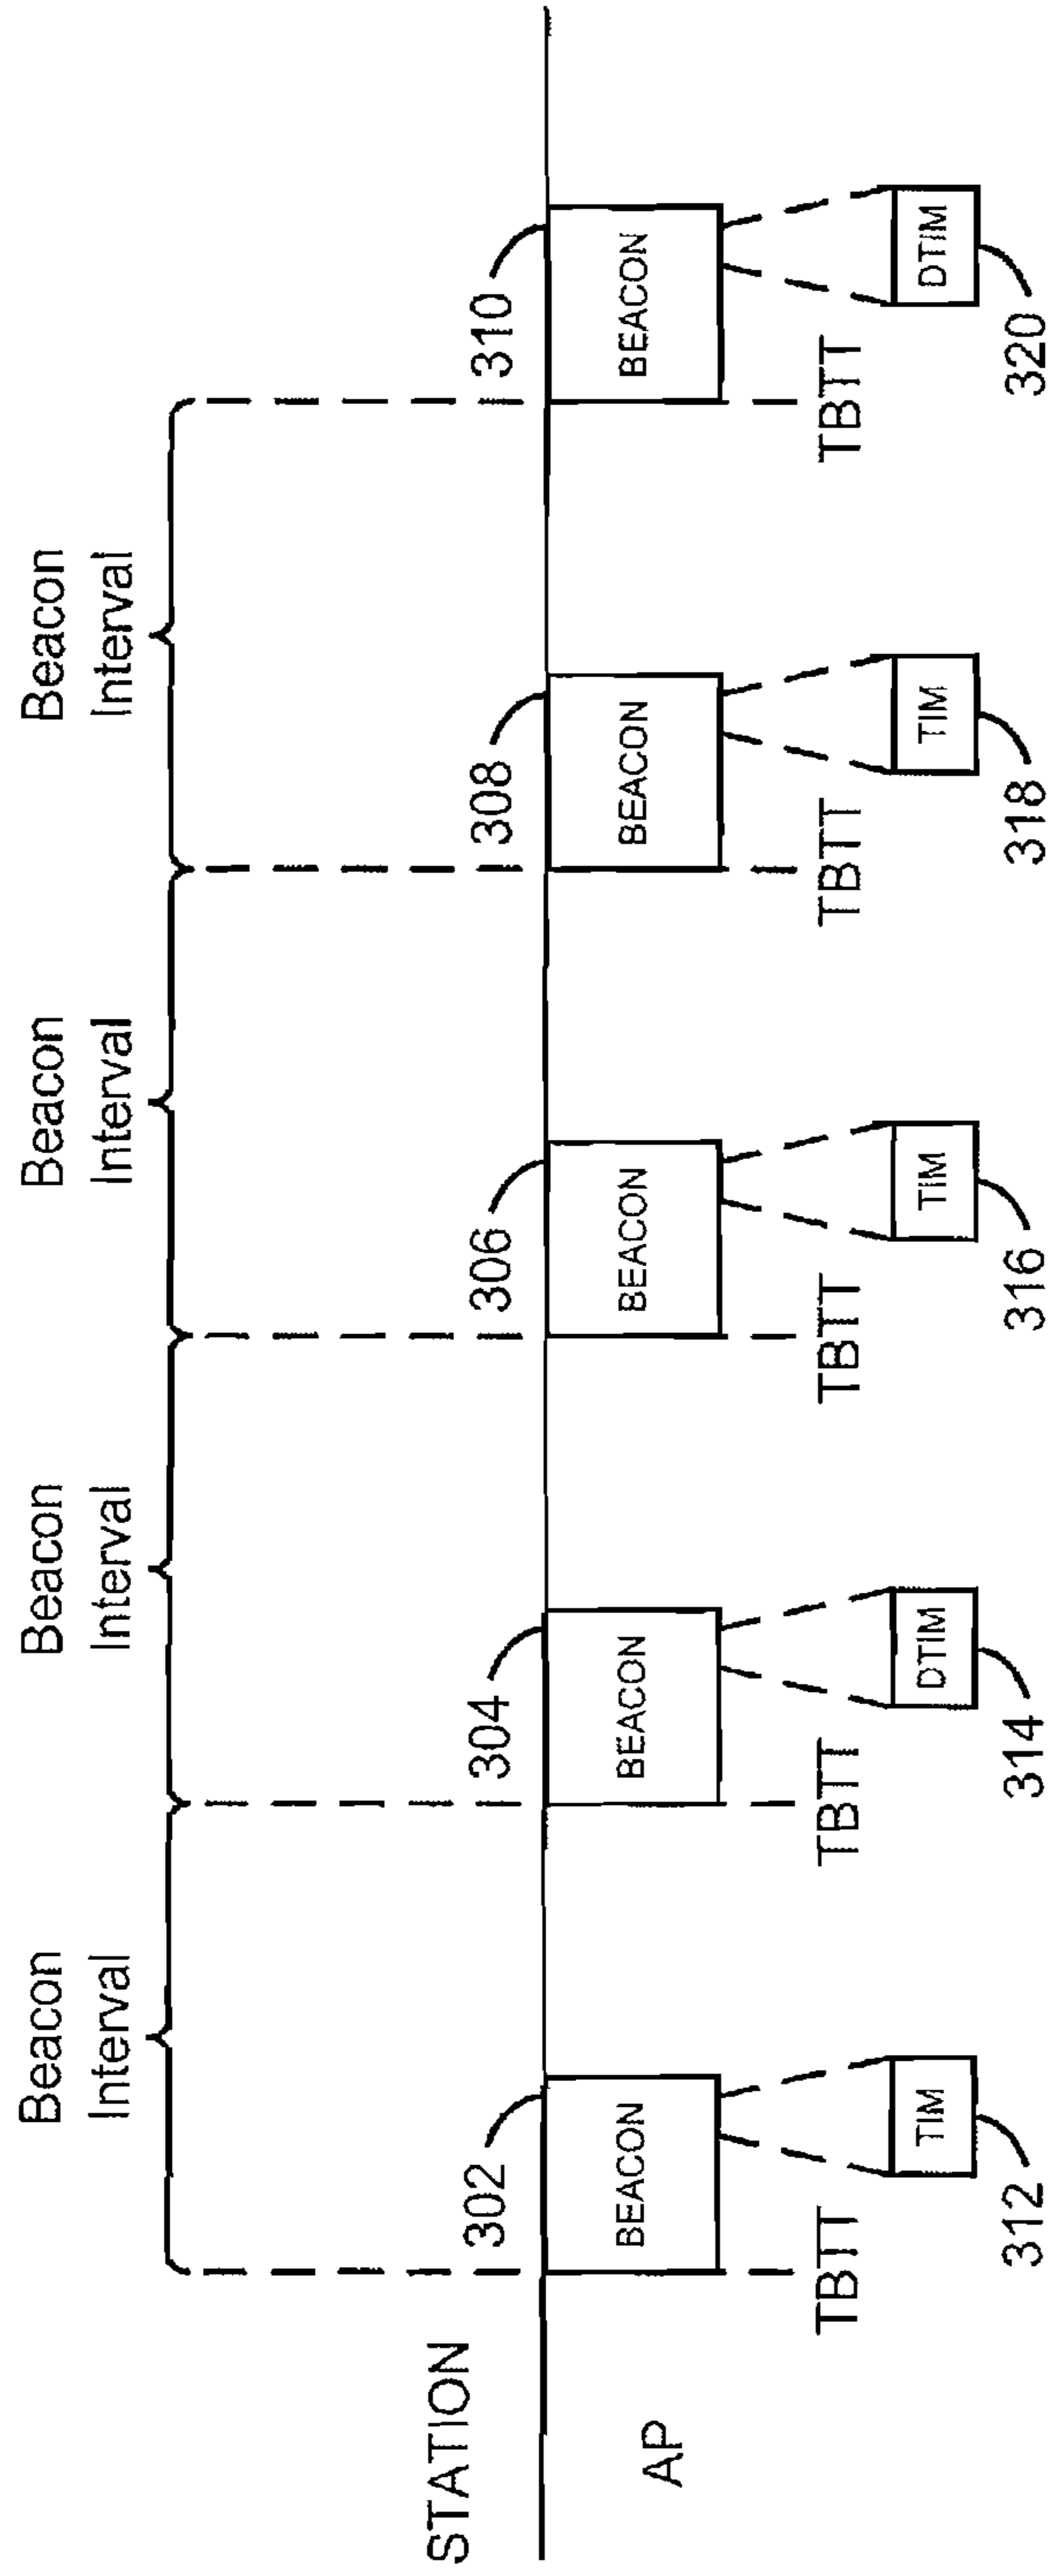 Beacon
Interval
Beacon
Interval
Beacon
Interval
Beacon
Interval
STATION
302
304
306
308
310
AP
BEACON
BEACON
BEACON
BEACON
BEACON
TBTT
TBTT
TBTT
TBTT
TBTT
TIM
DTIM
TIM
TIM
DTIM
312
314
316
318
320